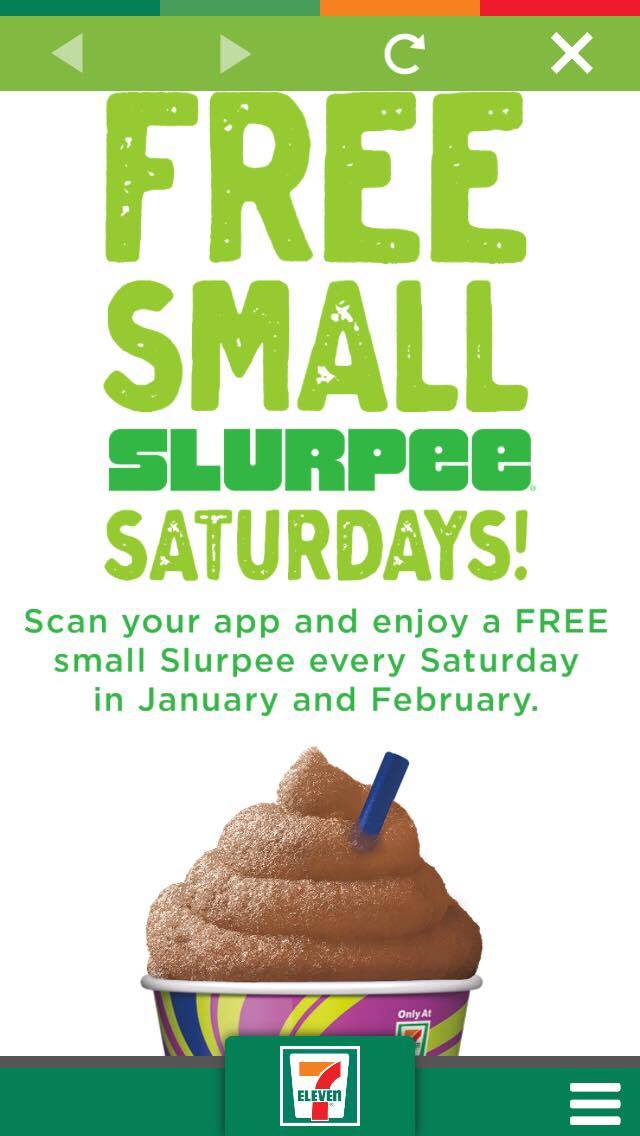 FREE
SMALL
SLURPEE
SATURDAYS!
Scan your app and enjoy a FREE
small Slurpee every Saturday
in January and February.
Only At
7
ELEVEn